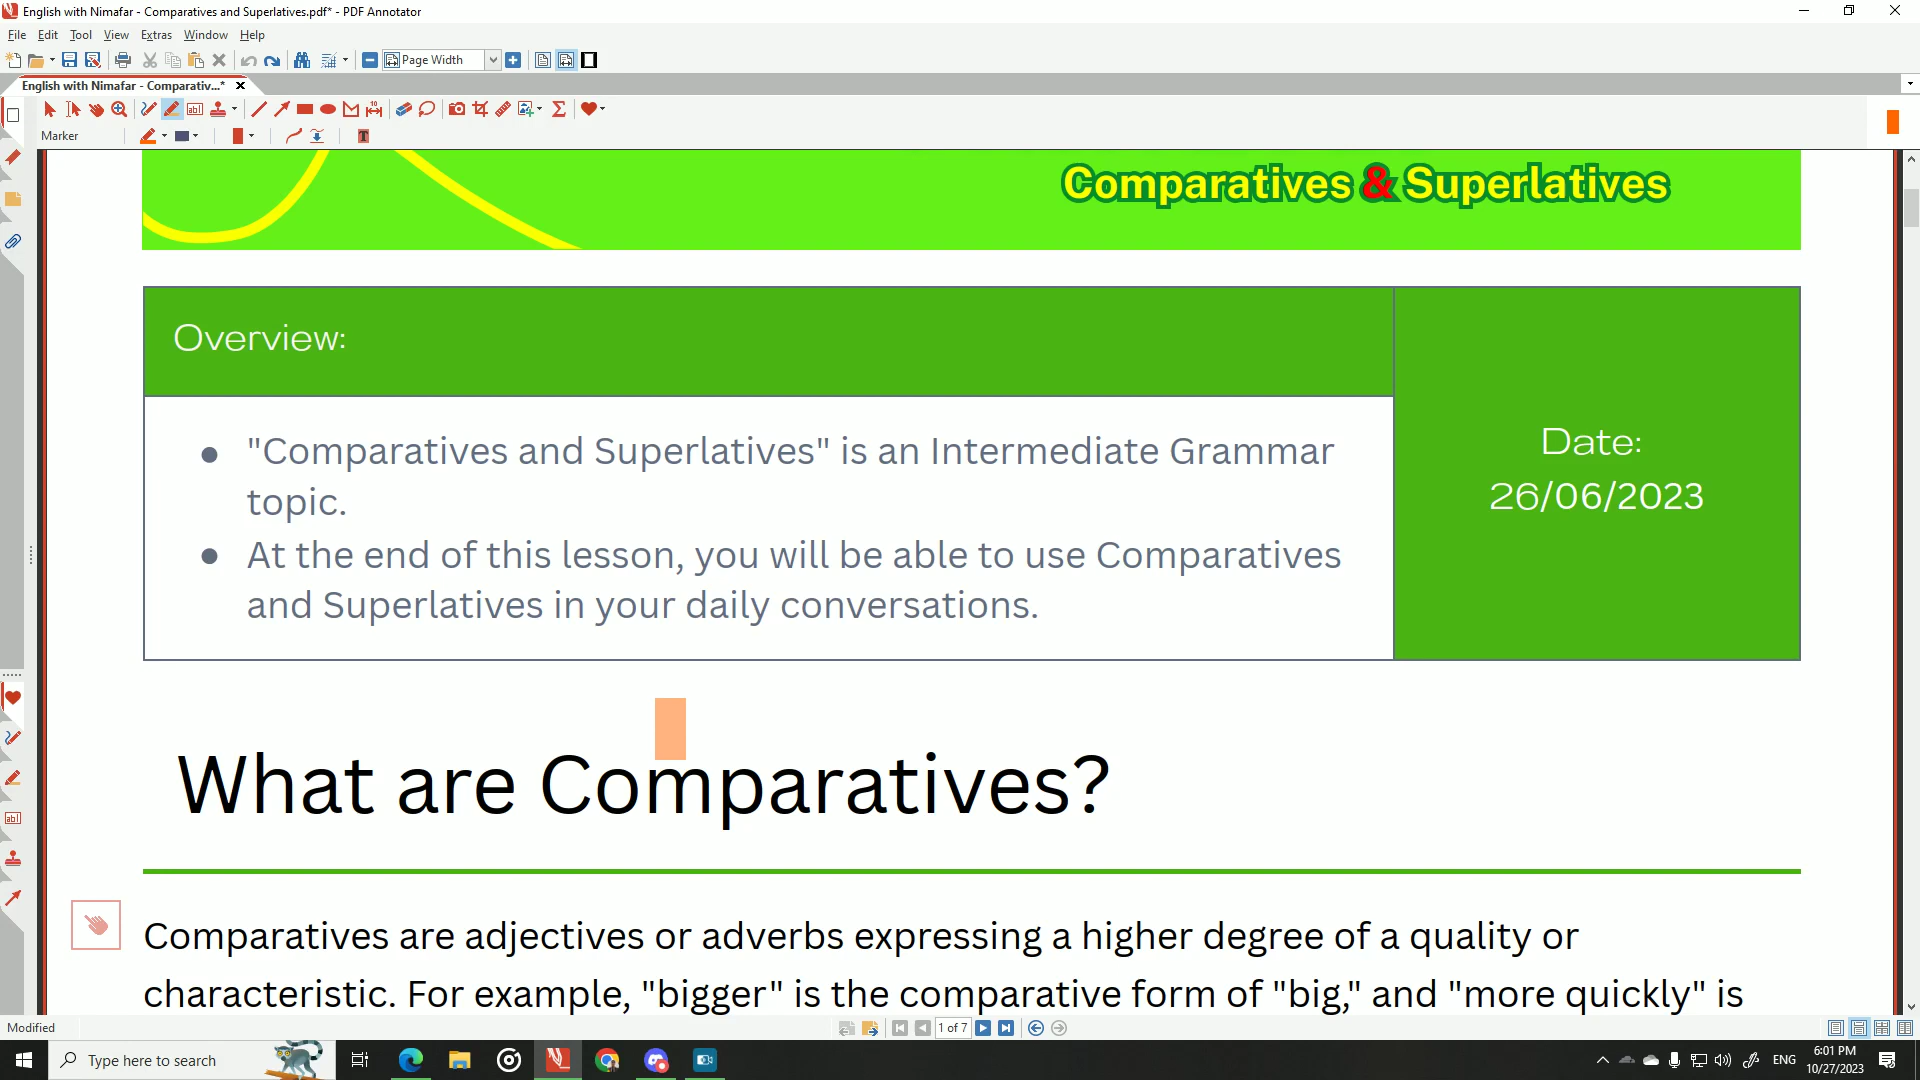 English with Nimafar - Comparatives and Superlatives.pdf* - PDF Annotator
File Edit Tool View Extras Window Help
Page Width
English with Nimafar - Comparativ...*
Marker
Comparatives & Superlatives
Overview:
"Comparatives and Superlatives" is an Intermediate Grammar
topic.
At the end of this lesson, you will be able to use Comparatives
and Superlatives in your daily conversations.
Date:
26/06/2023
What are Comparatives?
Comparatives are adjectives or adverbs expressing a higher degree of a quality or
characteristic. For example, "bigger" is the comparative form of "big," and "more quickly" is
Modified
1 of 7
Type here to search
ENG
6:01 PM
10/27/2023